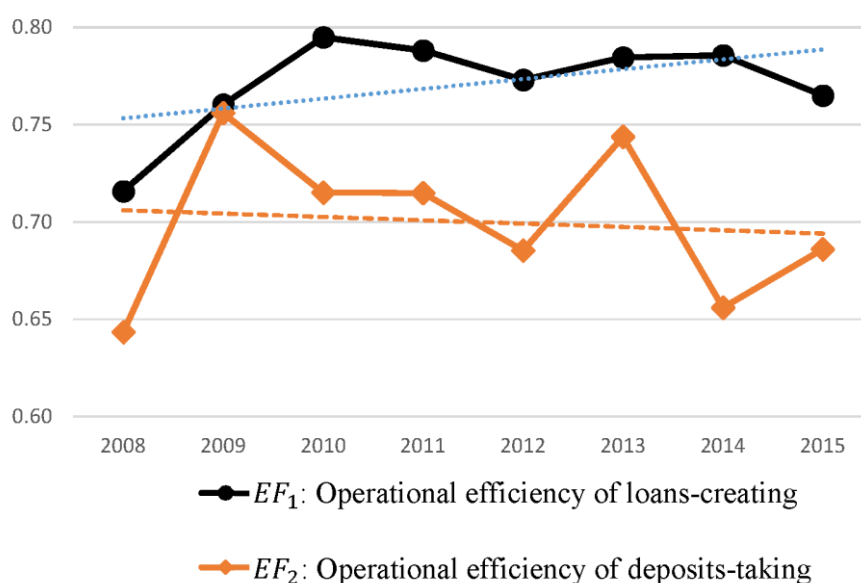 0.80
0.75
0.70
0.65
0.60
2008 2009 2010 2011 2012 2013 2014 2015
EF₁: Operational efficiency of loans-creating
EF₂: Operational efficiency of deposits-taking